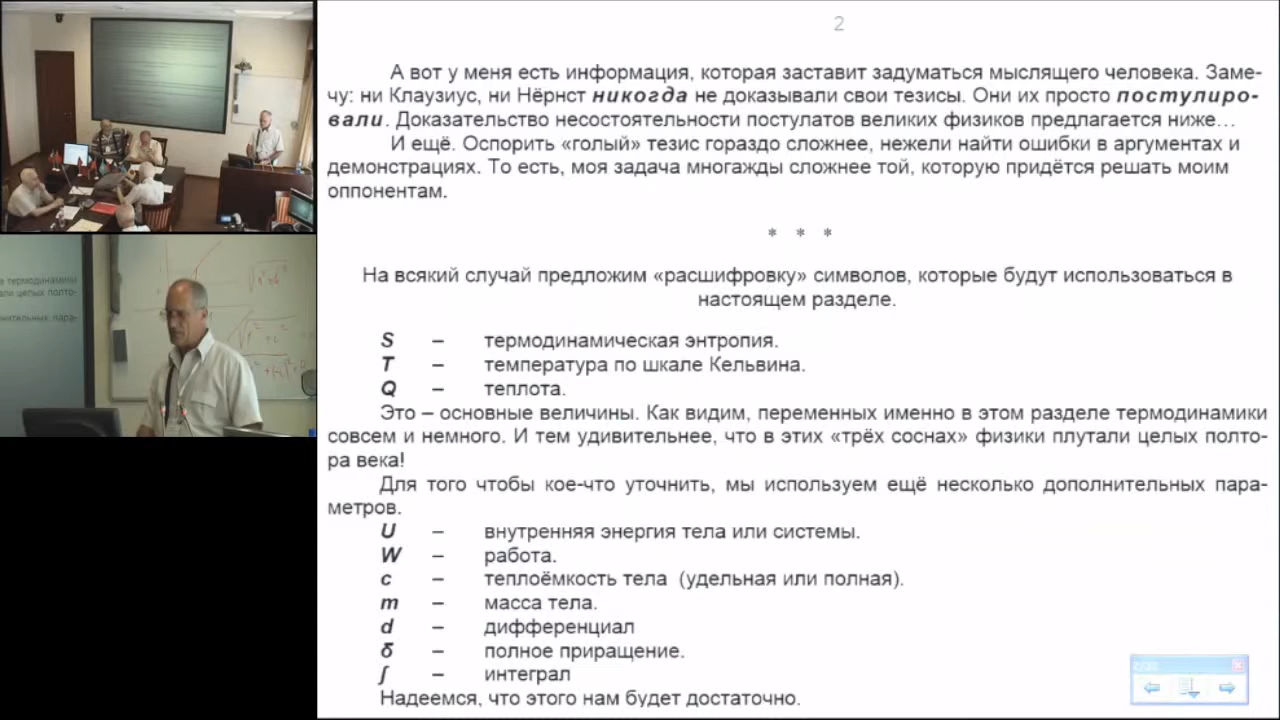 2
А вот у меня есть информация, которая заставит задуматься мыслящего человека. Заме-
чу: ни Клаузиус, ни Нёрнст никогда не доказывали свои тезисы. Они их просто постулиро-
вали. Доказательство несостоятельности постулатов великих физиков предлагается ниже…
И ещё. Оспорить «голый» тезис гораздо сложнее, нежели найти ошибки в аргументах и
демонстрациях. То есть, моя задача многажды сложнее той, которую придётся решать моим
оппонентам.
* * *
На всякий случай предложим «расшифровку» символов, которые будут использоваться в
настоящем разделе.
S – термодинамическая энтропия.
T – температура по шкале Кельвина.
Q – теплота.
Это – основные величины. Как видим, переменных именно в этом разделе термодинамики
совсем и немного. И тем удивительнее, что в этих «трёх соснах» физики плутали целых полто-
ра века!
Для того чтобы кое-что уточнить, мы используем ещё несколько дополнительных пара-
метров.
U – внутренняя энергия тела или системы.
W – работа.
c – теплоёмкость тела (удельная или полная).
m – масса тела.
d – дифференциал
δ – полное приращение.
∫ – интеграл
Надеемся, что этого нам будет достаточно.
термодинамики
целых полто-
нительных пара-